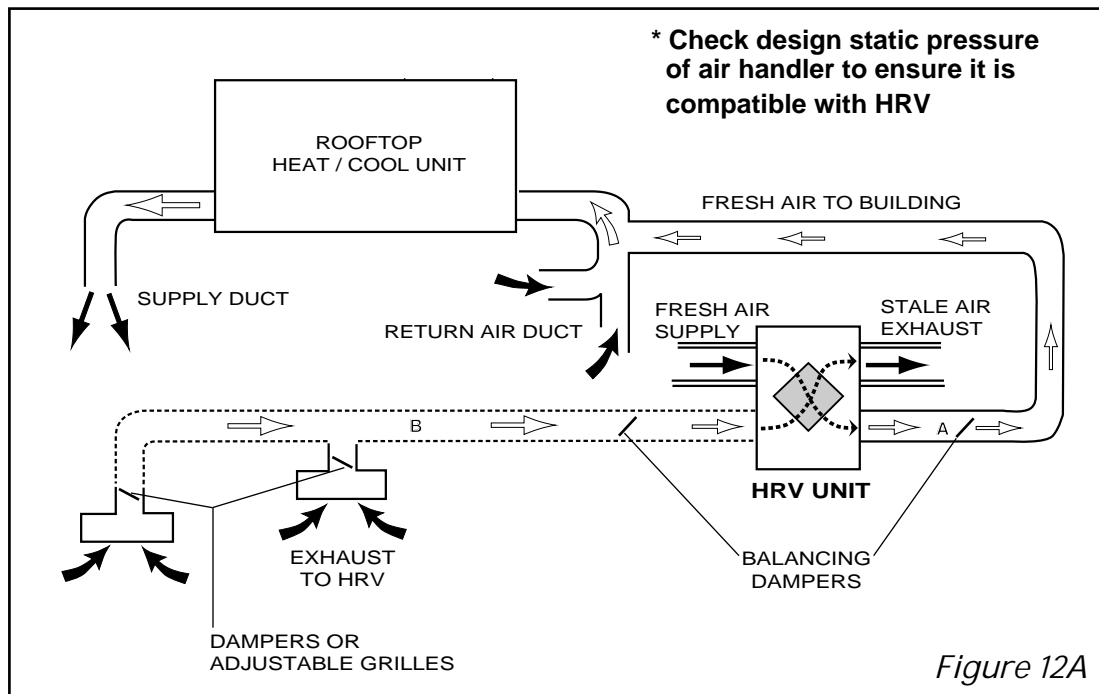 * Check design static pressure
of air handler to ensure it is
compatible with HRV
ROOFTOP
HEAT / COOL UNIT
FRESH AIR TO BUILDING
SUPPLY DUCT
RETURN AIR DUCT
FRESH AIR
SUPPLY
STALE AIR
EXHAUST
B
A
HRV UNIT
EXHAUST
TO HRV
BALANCING
DAMPERS
DAMPERS OR
ADJUSTABLE GRILLES
Figure 12A